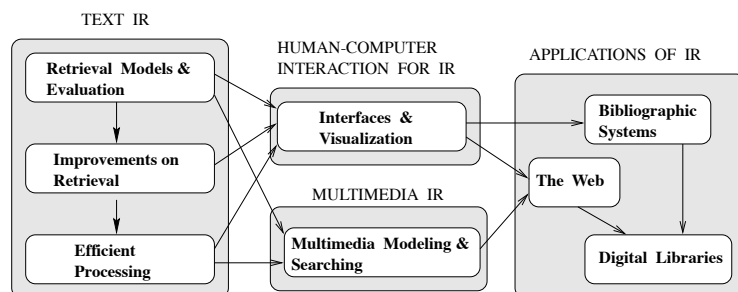 TEXT IR
Retrieval Models &
Evaluation
Improvements on
Retrieval
Efficient
Processing
HUMAN-COMPUTER
INTERACTION FOR IR
Interfaces &
Visualization
MULTIMEDIA IR
Multimedia Modeling &
Searching
APPLICATIONS OF IR
Bibliographic
Systems
The Web
Digital Libraries